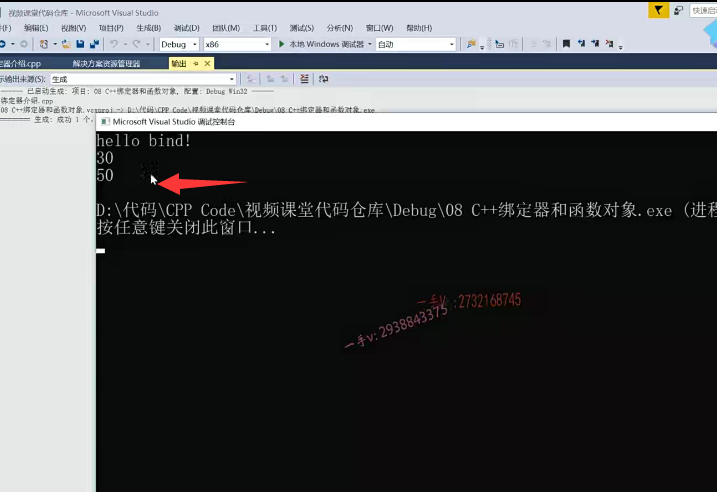 视频课堂代码仓库 - Microsoft Visual Studio
快速启
(F) 编辑(E) 视图(V) 项目(P) 生成(B) 调试(D) 团队(M) 工具(T) 测试(S) 分析(N) 窗口(W) 帮助(H)
Debug x86 本地 Windows 调试器 自动
定器介绍.cpp 解决方案资源管理器 输出
示输出来源(S): 生成
------ 已启动生成: 项目: 08 C++绑定器和函数对象, 配置: Debug Win32 ------
绑定器介绍.cpp
08 C++绑定器和函数对象.vcxproj -> D:\代码\CPP Code\视频课堂代码仓库\Debug\08 C++绑定器和函数对象.exe
======== 生成: 成功 1 个,
Microsoft Visual Studio 调试控制台
hello bind!
30
50
D:\代码\CPP Code\视频课堂代码仓库\Debug\08 C++绑定器和函数对象.exe (进程
按任意键关闭此窗口...
一手v: :2732168745
一手v: 2938843375